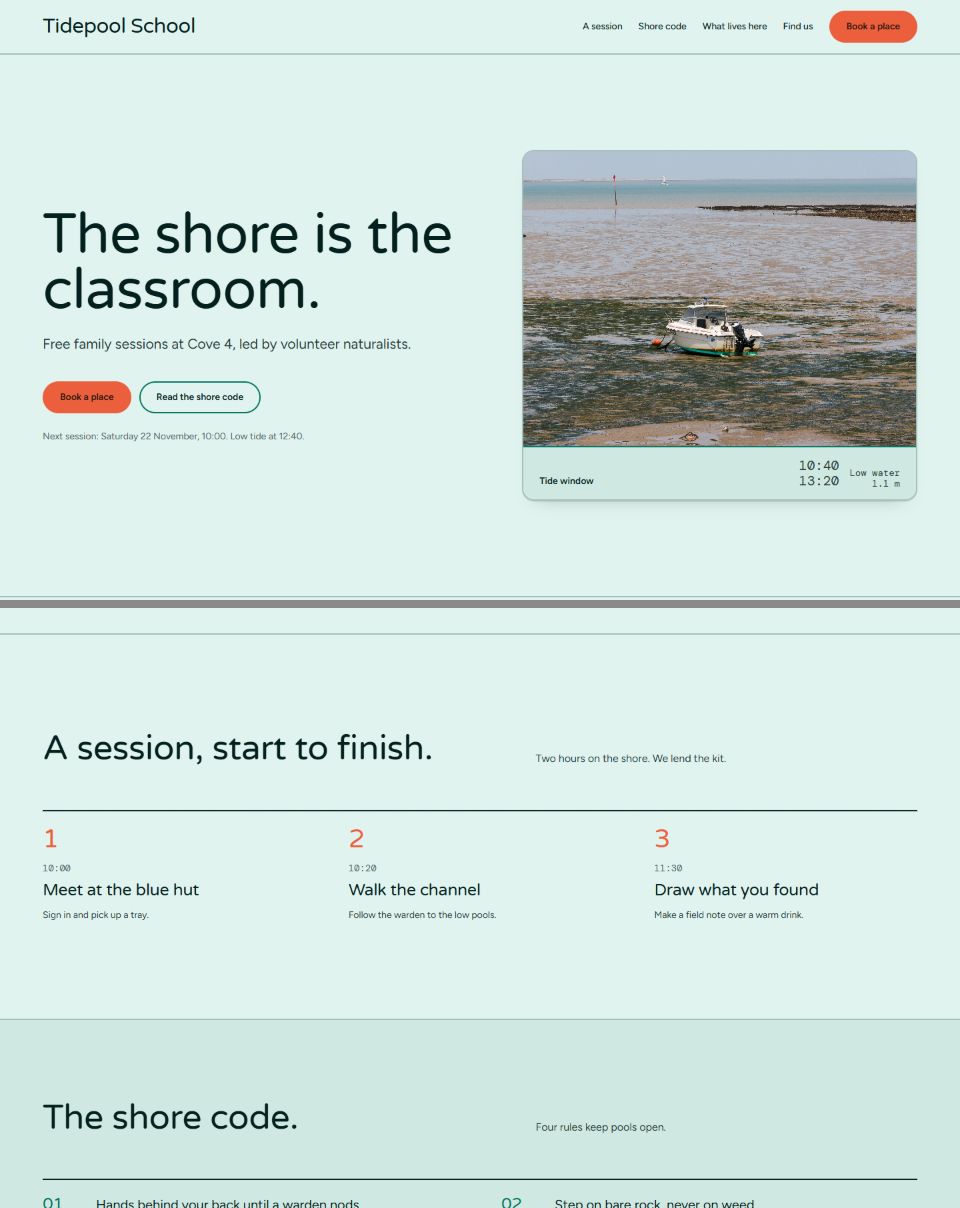 Tidepool School
A session
Shore code
What lives here
Find us
Book a place
The shore is the
classroom.
Free family sessions at Cove 4, led by volunteer naturalists.
Book a place
Read the shore code
Next session: Saturday 22 November, 10:00. Low tide at 12:40.
Tide window
10:40
13:20
Low water
1.1 m
A session, start to finish.
Two hours on the shore. We lend the kit.
1
10:00
Meet at the blue hut
Sign in and pick up a tray.
2
10:20
Walk the channel
Follow the warden to the low pools.
3
11:30
Draw what you found
Make a field note over a warm drink.
The shore code.
Four rules keep pools open.
01
Hands behind your back until a warden nods
02
Step on bare rock, never on weed